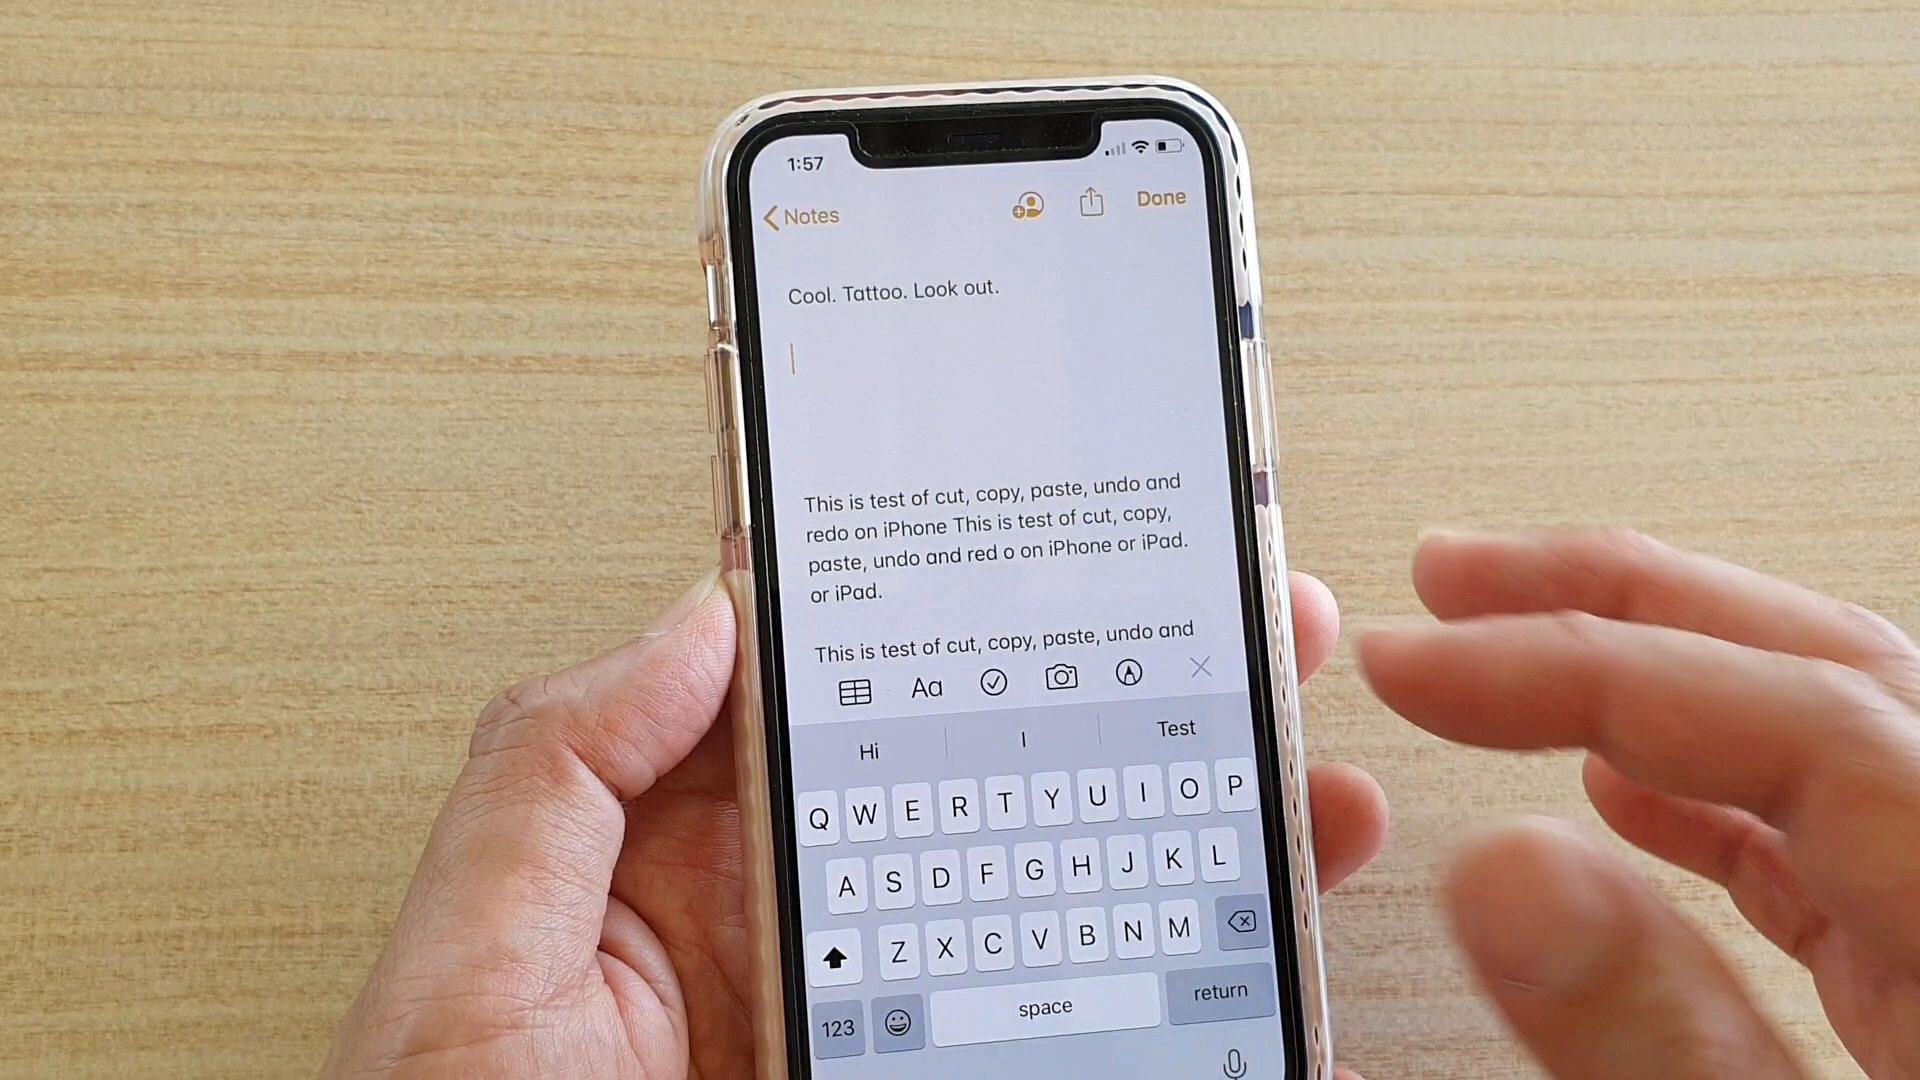 1:57
Notes
Done
Cool. Tattoo. Look out.
This is test of cut, copy, paste, undo and
redo on iPhone This is test of cut, copy,
paste, undo and red o on iPhone or iPad.
or iPad.
This is test of cut, copy, paste, undo and
Aa
Hi I Test
Q W E R T Y U I O P
A S D F G H J K L
Z X C V B N M
123 space return